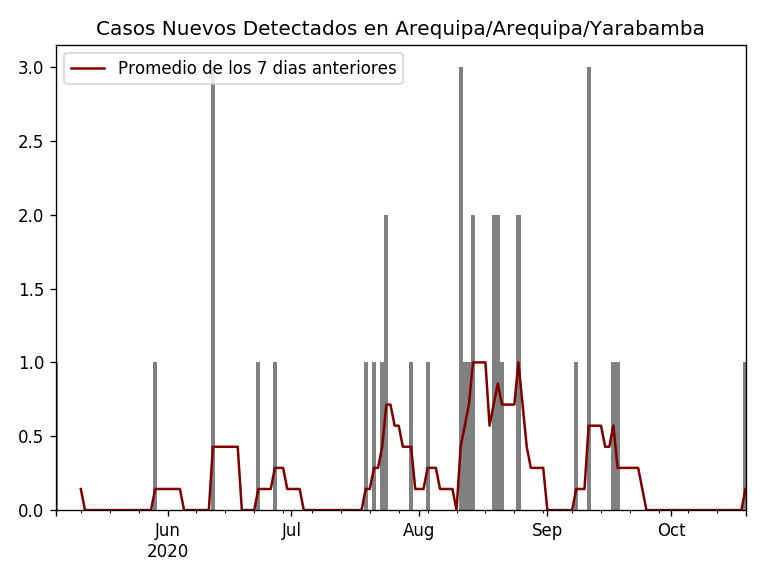 Casos Nuevos Detectados en Arequipa/Arequipa/Yarabamba
Promedio de los 7 dias anteriores
3.0
2.5
2.0
1.5
1.0
0.5
0.0
Jun Jul Aug Sep Oct
2020